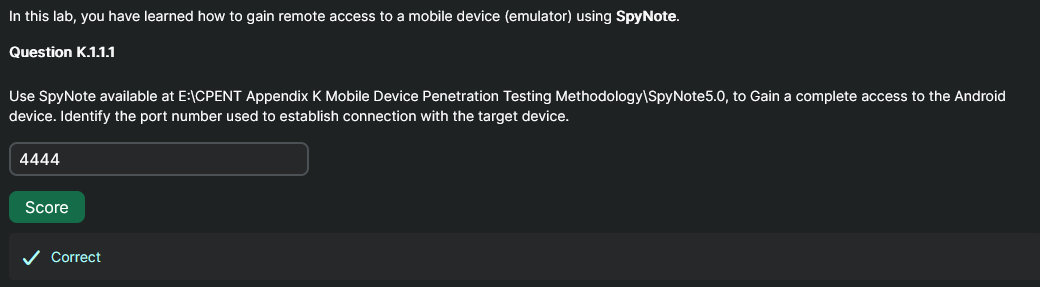 In this lab, you have learned how to gain remote access to a mobile device (emulator) using SpyNote.
Question K.1.1.1
Use SpyNote available at E:\CPENT Appendix K Mobile Device Penetration Testing Methodology\SpyNote5.0, to Gain a complete access to the Android
device. Identify the port number used to establish connection with the target device.
4444
Score
Correct